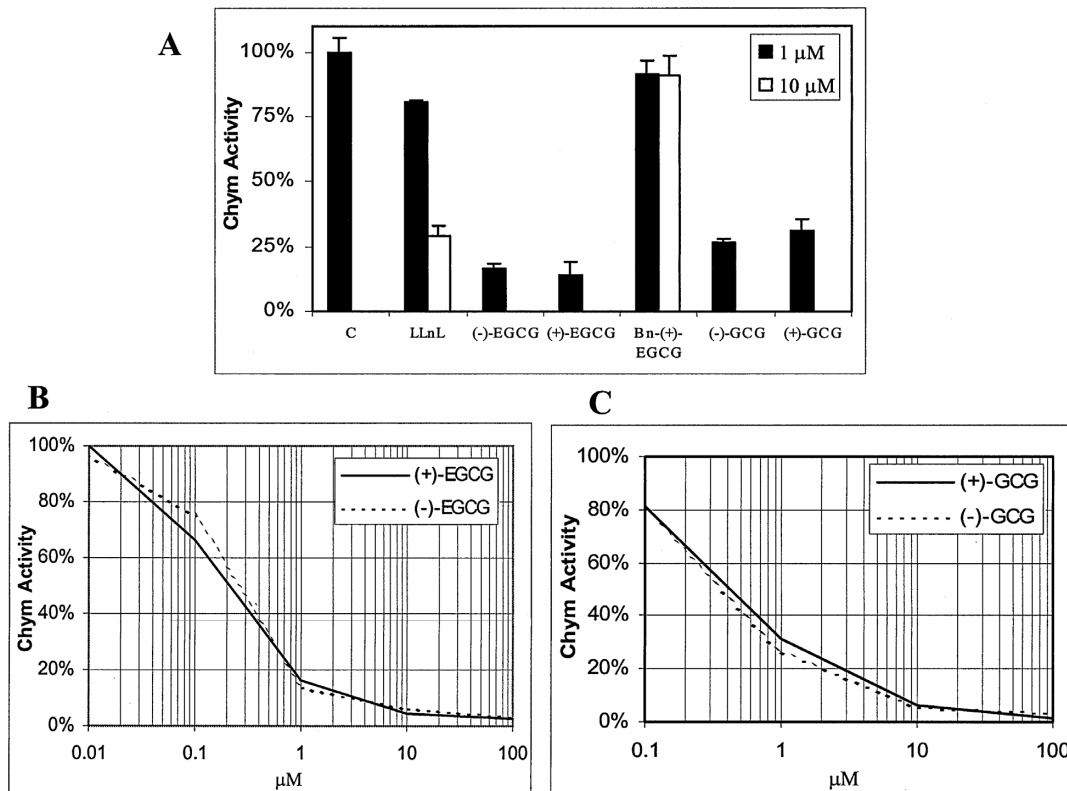 A
Chym Activity
100%
75%
50%
25%
0%
1 µM
10 µM
C
LLnL
(-)-EGCG
(+)-EGCG
Bn-(+)-
EGCG
(-)-GCG
(+)-GCG
B
Chym Activity
100%
80%
60%
40%
20%
0%
(+)-EGCG
(-)-EGCG
0.01
0.1
1
10
100
µM
C
Chym Activity
100%
80%
60%
40%
20%
0%
(+)-GCG
(-)-GCG
0.1
1
10
100
µM